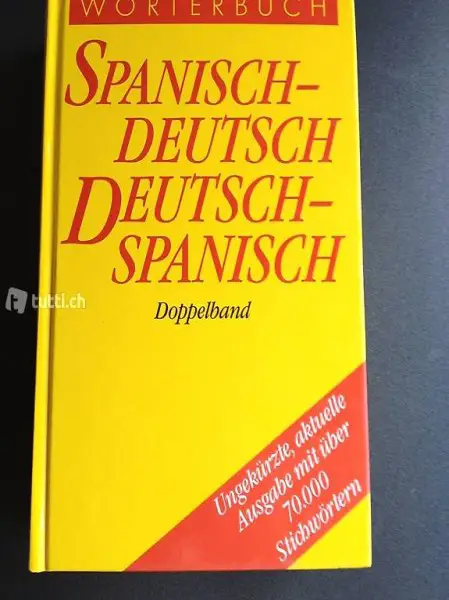 WÖRTERBUCH
SPANISCH–
DEUTSCH
DEUTSCH–
SPANISCH
tutti.ch
Doppelband
Ungekürzte, aktuelle
Ausgabe mit über
70.000
Stichwörtern